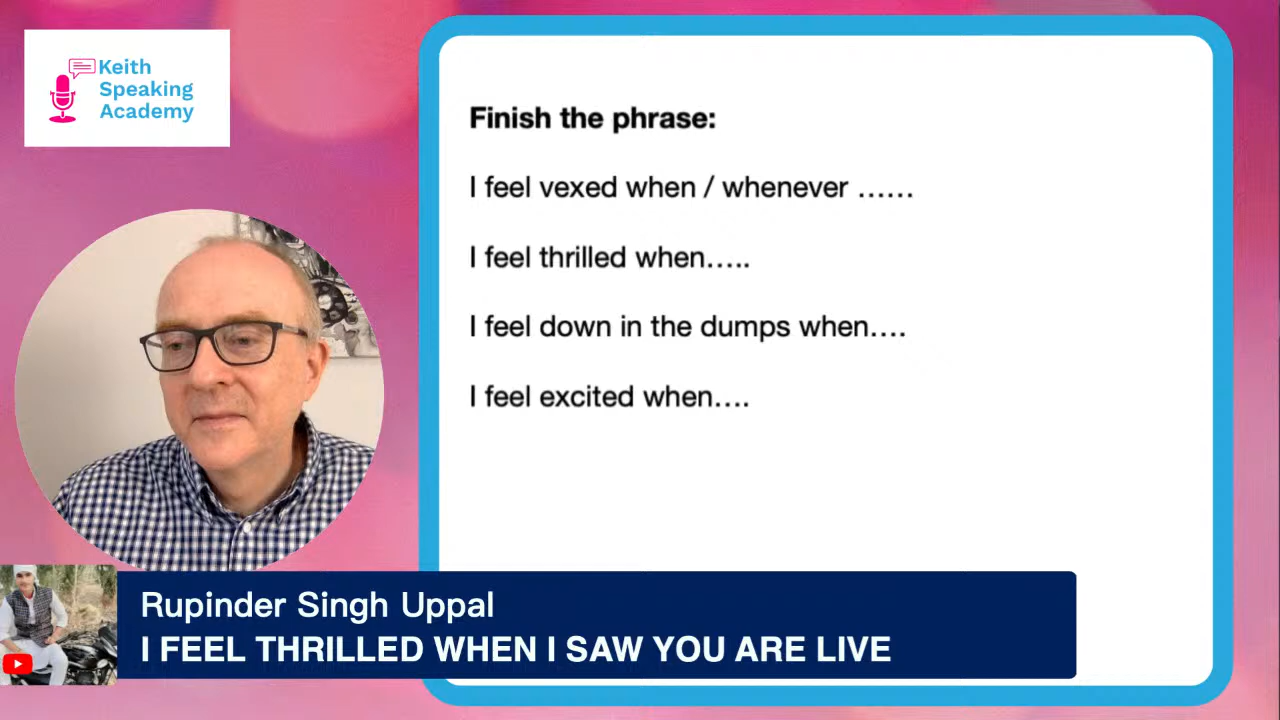 Keith
Speaking
Academy
Finish the phrase:
I feel vexed when / whenever ......
I feel thrilled when.....
I feel down in the dumps when....
I feel excited when....
Rupinder Singh Uppal
I FEEL THRILLED WHEN I SAW YOU ARE LIVE